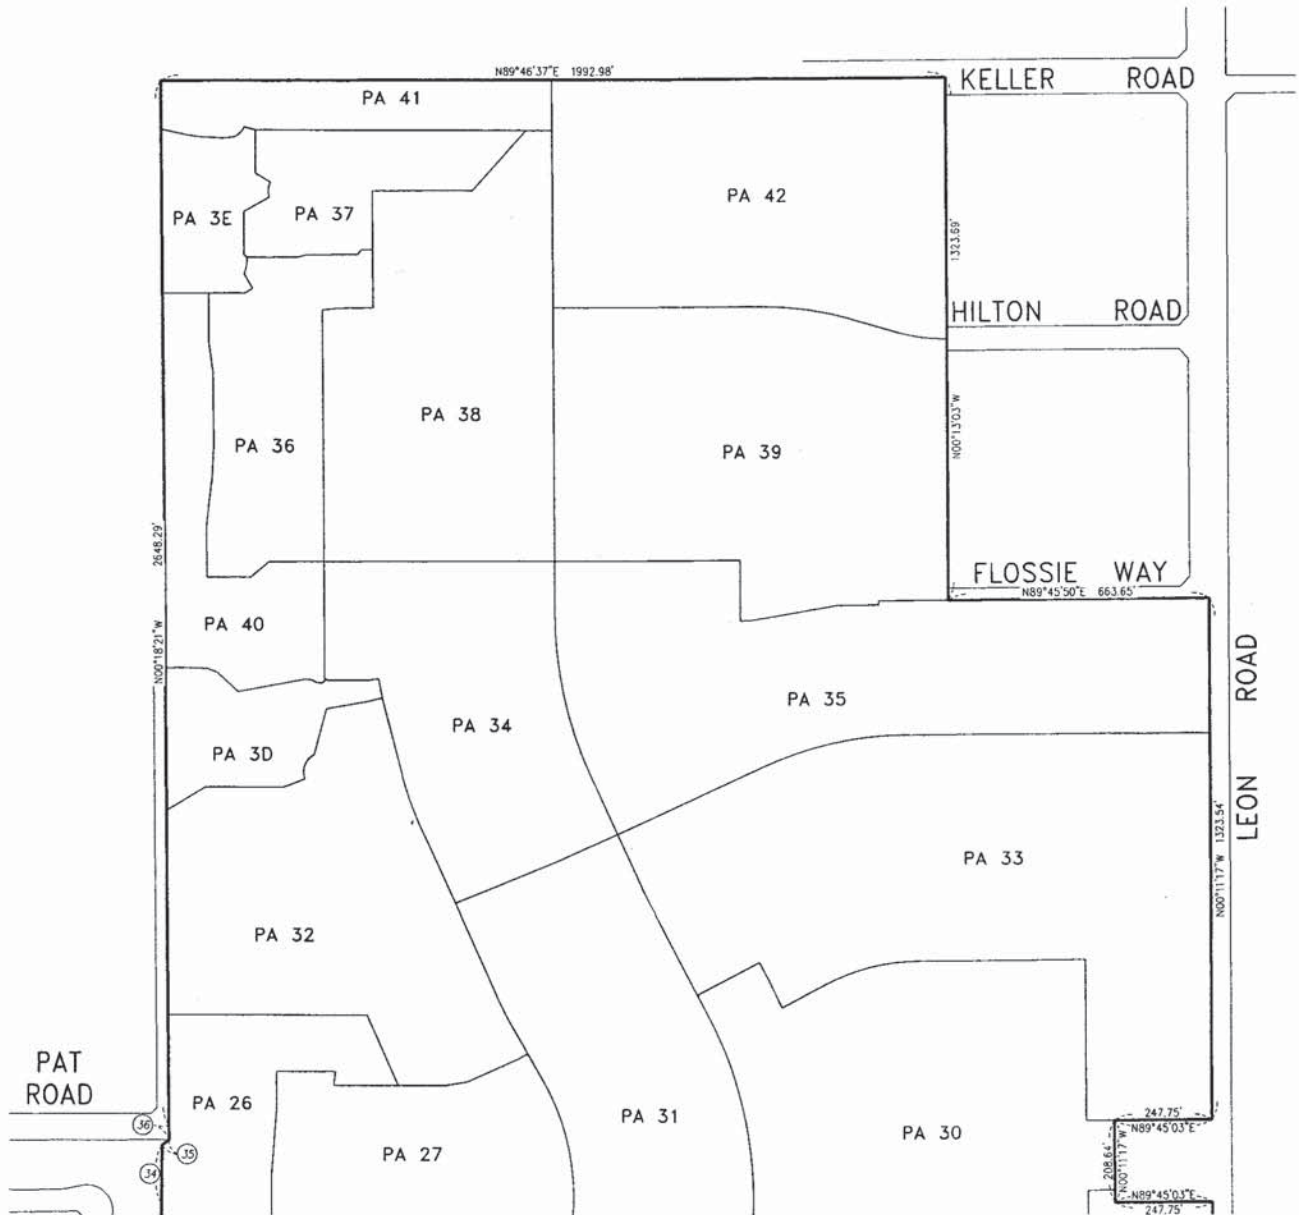 N89°46'37"E 1992.98'
KELLER ROAD
PA 41
PA 42
PA 3E
PA 37
1323.69'
HILTON ROAD
PA 38
N00°13'03"W
PA 36
PA 39
2648.29'
FLOSSIE WAY
N89°45'50"E 663.65'
PA 40
N00°18'21"W
LEON ROAD
PA 35
PA 34
PA 3D
N00°11'17"W 1323.54'
PA 33
PA 32
PAT
ROAD
PA 26
PA 31
PA 30
PA 27
247.75'
N89°45'03"E
208.64'
N00°11'17"W
N89°45'03"E
247.75'
36
35
34